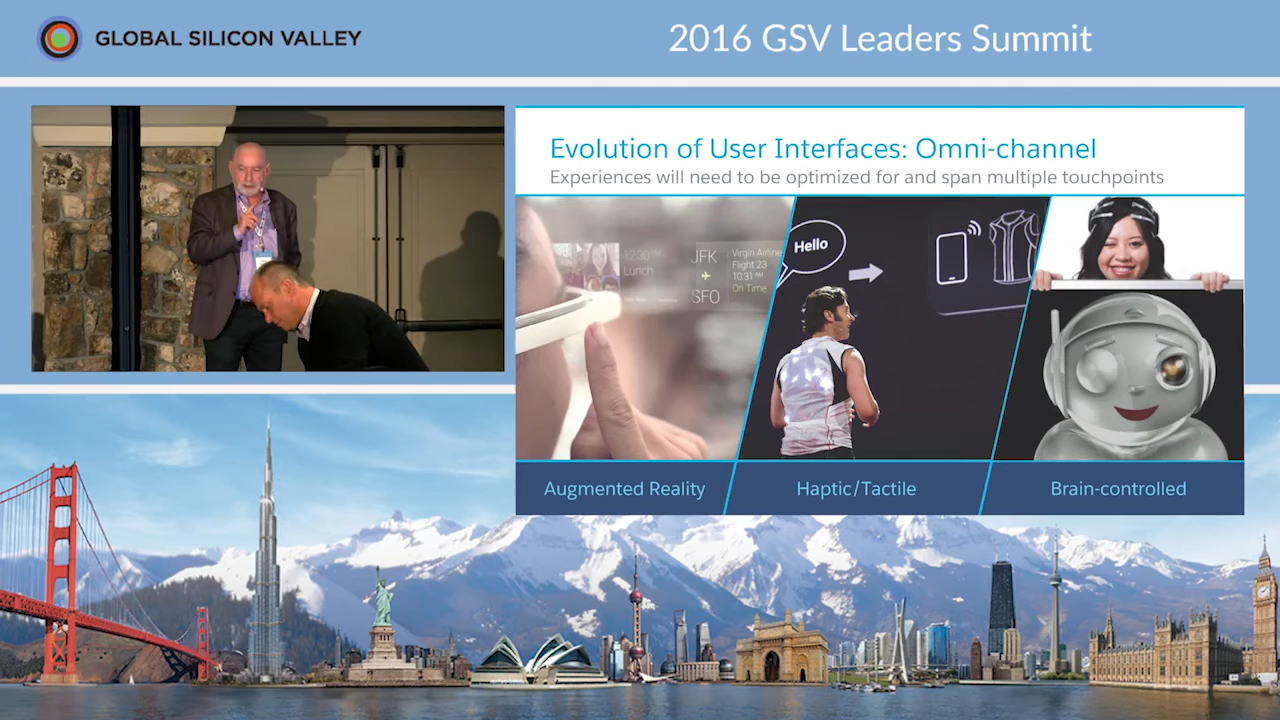 GLOBAL SILICON VALLEY
2016 GSV Leaders Summit
Evolution of User Interfaces: Omni-channel
Experiences will need to be optimized for and span multiple touchpoints
12:30 PM
Lunch
JFK
SFO
Virgin Airline
Flight 23
10:31 AM
On Time
Hello
Augmented Reality
Haptic/Tactile
Brain-controlled